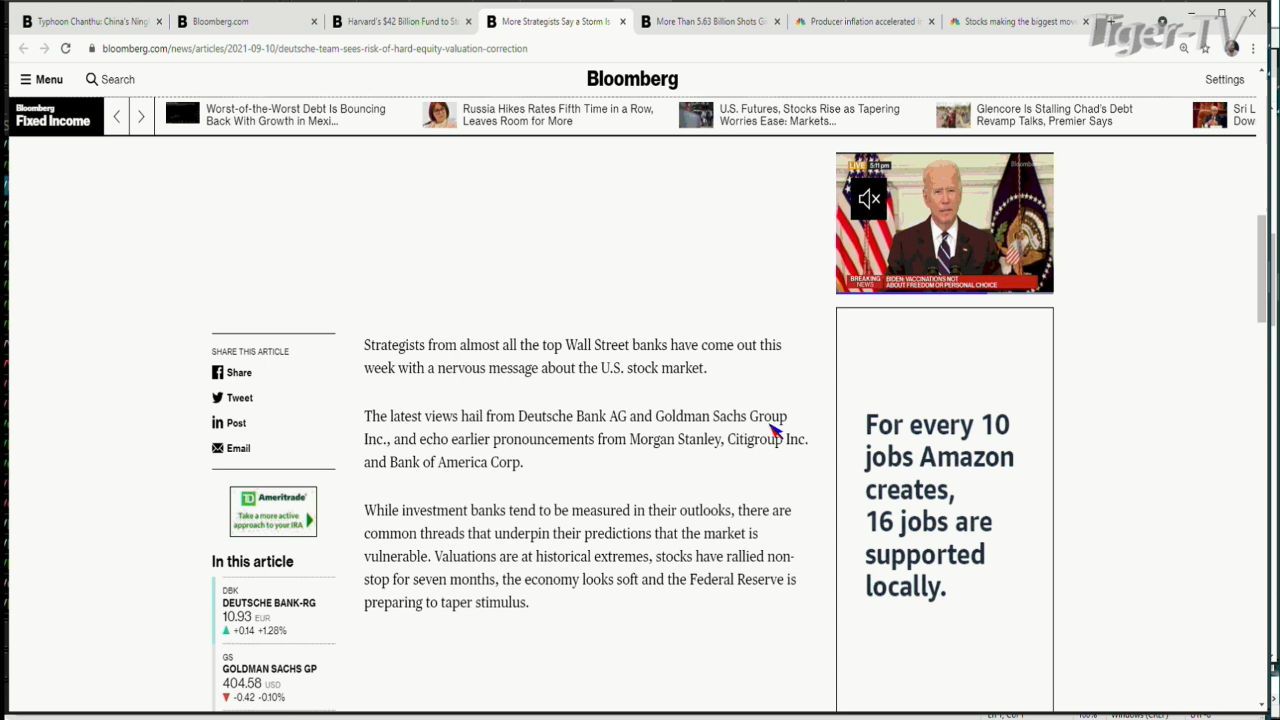 Typhoon Chanthu: China's Ning
Bloomberg.com
Harvard's $42 Billion Fund to St
More Strategists Say a Storm Is
More Than 5.63 Billion Shots G
Producer inflation accelerated i
Stocks making the biggest mov
Tiger-TV
bloomberg.com/news/articles/2021-09-10/deutsche-team-sees-risk-of-hard-equity-valuation-correction
Menu
Search
Bloomberg
Settings
Bloomberg
Fixed Income
Worst-of-the-Worst Debt Is Bouncing
Back With Growth in Mexi...
Russia Hikes Rates Fifth Time in a Row,
Leaves Room for More
U.S. Futures, Stocks Rise as Tapering
Worries Ease: Markets...
Glencore Is Stalling Chad's Debt
Revamp Talks, Premier Says
Sri L
Dow
LIVE 5:11pm
Bloomberg
BREAKING
NEWS
BIDEN: VACCINATIONS NOT
ABOUT FREEDOM OR PERSONAL CHOICE
SHARE THIS ARTICLE
Share
Tweet
Post
Email
TD Ameritrade
Take a more active
approach to your IRA
In this article
DBK
DEUTSCHE BANK-RG
10.93 EUR
+0.14 +1.28%
GS
GOLDMAN SACHS GP
404.58 USD
-0.42 -0.10%
Strategists from almost all the top Wall Street banks have come out this
week with a nervous message about the U.S. stock market.
The latest views hail from Deutsche Bank AG and Goldman Sachs Group
Inc., and echo earlier pronouncements from Morgan Stanley, Citigroup Inc.
and Bank of America Corp.
While investment banks tend to be measured in their outlooks, there are
common threads that underpin their predictions that the market is
vulnerable. Valuations are at historical extremes, stocks have rallied non-
stop for seven months, the economy looks soft and the Federal Reserve is
preparing to taper stimulus.
For every 10
jobs Amazon
creates,
16 jobs are
supported
locally.